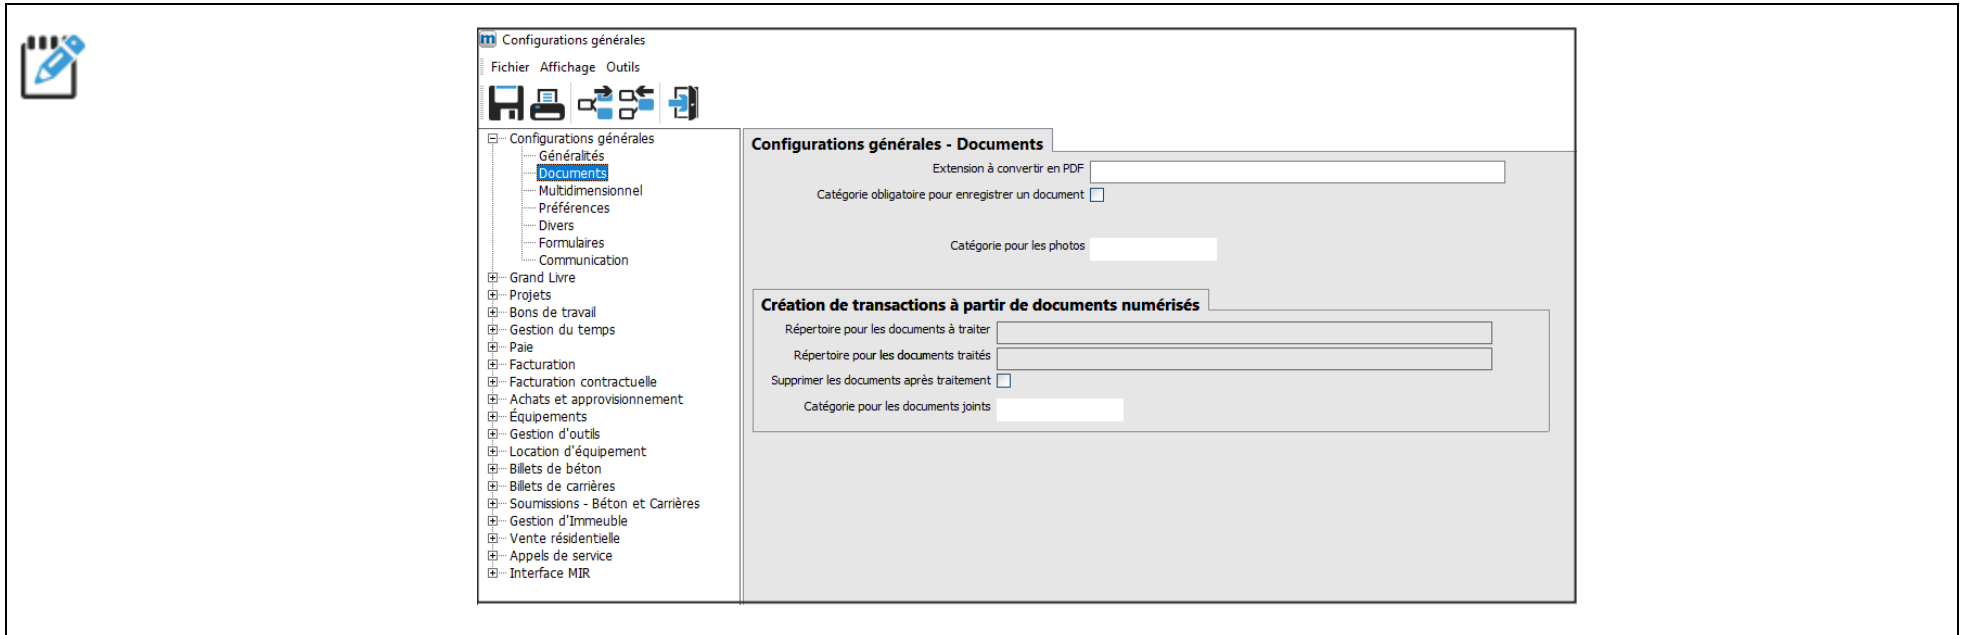 m Configurations générales
Fichier Affichage Outils
Configurations générales
Généralités
Documents
Multidimensionnel
Préférences
Divers
Formulaires
Communication
Grand Livre
Projets
Bons de travail
Gestion du temps
Paie
Facturation
Facturation contractuelle
Achats et approvisionnement
Équipements
Gestion d'outils
Location d'équipement
Billets de béton
Billets de carrières
Soumissions - Béton et Carrières
Gestion d'Immeuble
Vente résidentielle
Appels de service
Interface MIR
Configurations générales - Documents
Extension à convertir en PDF
Catégorie obligatoire pour enregistrer un document
Catégorie pour les photos
Création de transactions à partir de documents numérisés
Répertoire pour les documents à traiter
Répertoire pour les documents traités
Supprimer les documents après traitement
Catégorie pour les documents joints